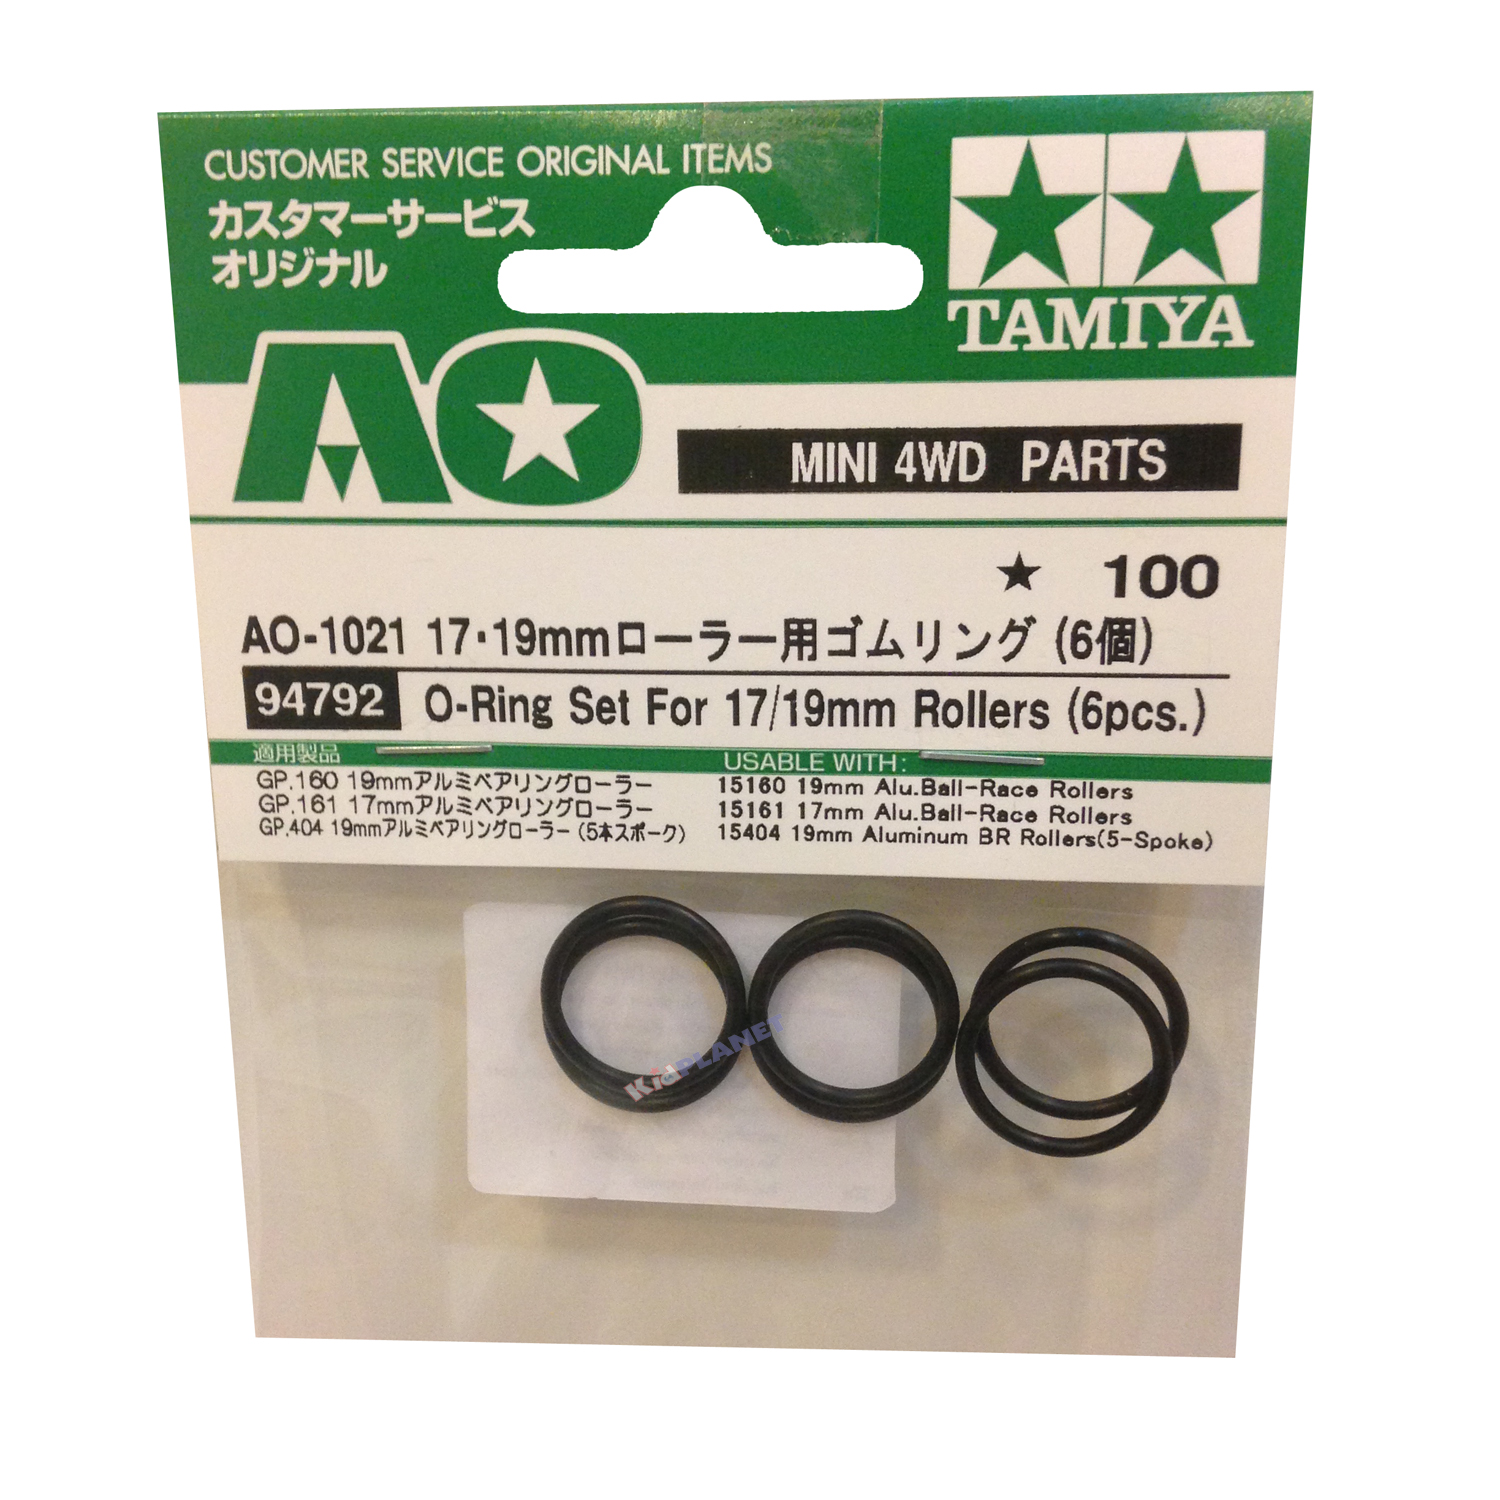 CUSTOMER SERVICE ORIGINAL ITEMS
カスタマーサービス
オリジナル
TAMIYA
AO
MINI 4WD PARTS
★ 100
AO-1021 17・19mmローラー用ゴムリング (6個)
94792 O-Ring Set For 17/19mm Rollers (6pcs.)
適用製品
GP.160 19mmアルミベアリングローラー
GP.161 17mmアルミベアリングローラー
GP.404 19mmアルミベアリングローラー (5本スポーク)
USABLE WITH:
15160 19mm Alu.Ball-Race Rollers
15161 17mm Alu.Ball-Race Rollers
15404 19mm Aluminum BR Rollers(5-Spoke)
KidPLANET